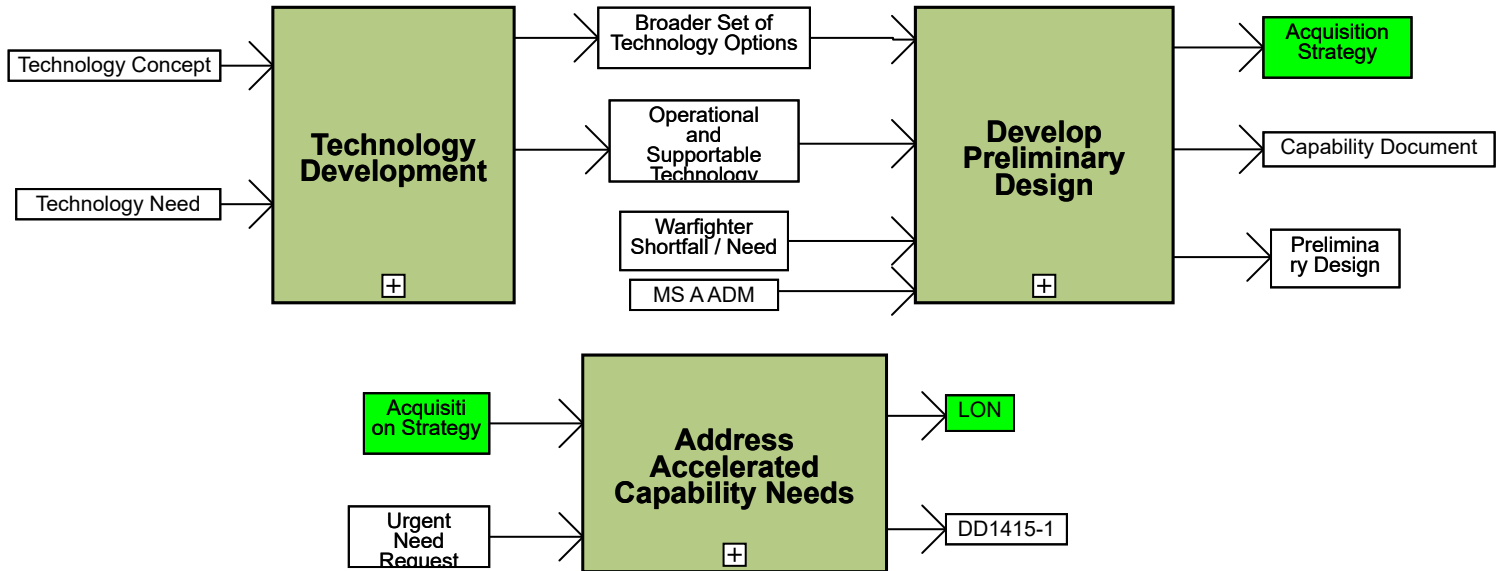 Technology Concept
Technology Need
Technology
Development
Broader Set of
Technology Options
Operational
and
Supportable
Technology
Warfighter
Shortfall / Need
MS A ADM
Develop
Preliminary
Design
Acquisition
Strategy
Capability Document
Prelimina
ry Design
Acquisiti
on Strategy
Urgent
Need
Request
Address
Accelerated
Capability Needs
LON
DD1415-1